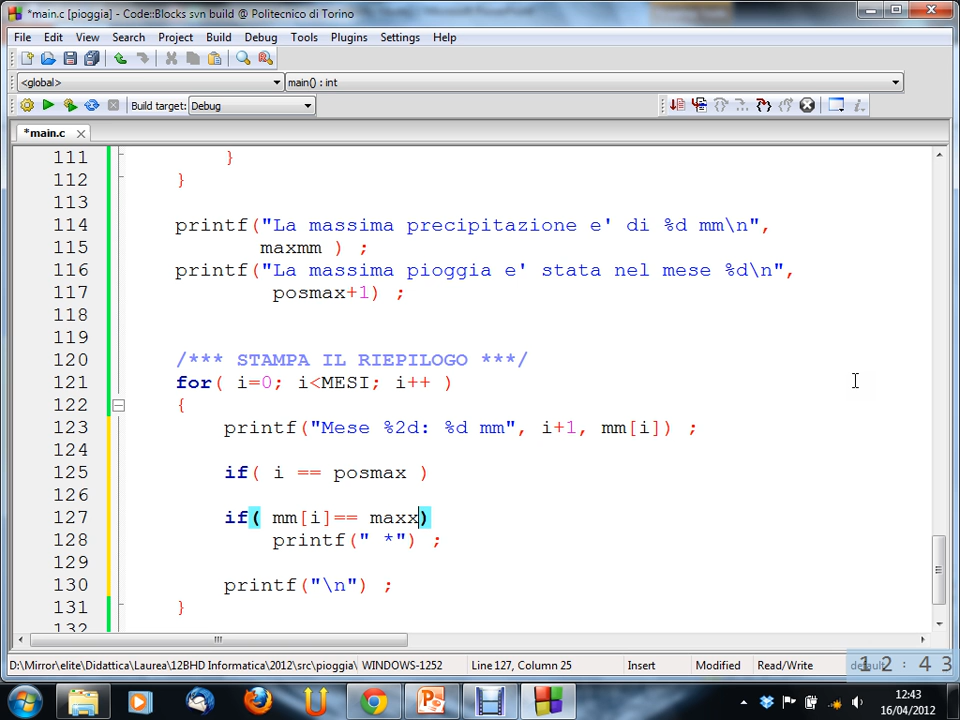 *main.c [pioggia] - Code::Blocks svn build @ Politecnico di Torino
File Edit View Search Project Build Debug Tools Plugins Settings Help
<global> main() : int
Build target: Debug
*main.c
111 }
112 }
113
114 printf("La massima precipitazione e' di %d mm\n",
115 maxmm ) ;
116 printf("La massima pioggia e' stata nel mese %d\n",
117 posmax+1) ;
118
119
120 /*** STAMPA IL RIEPILOGO ***/
121 for( i=0; i<MESI; i++ )
122 {
123 printf("Mese %2d: %d mm", i+1, mm[i]) ;
124
125 if( i == posmax )
126
127 if( mm[i]== maxx)
128 printf(" *") ;
129
130 printf("\n") ;
131 }
132
D:\Mirror\elite\Didattica\Laurea\12BHD Informatica\2012\src\pioggia\ WINDOWS-1252 Line 127, Column 25 Insert Modified Read/Write default
12:43
12:43
16/04/2012